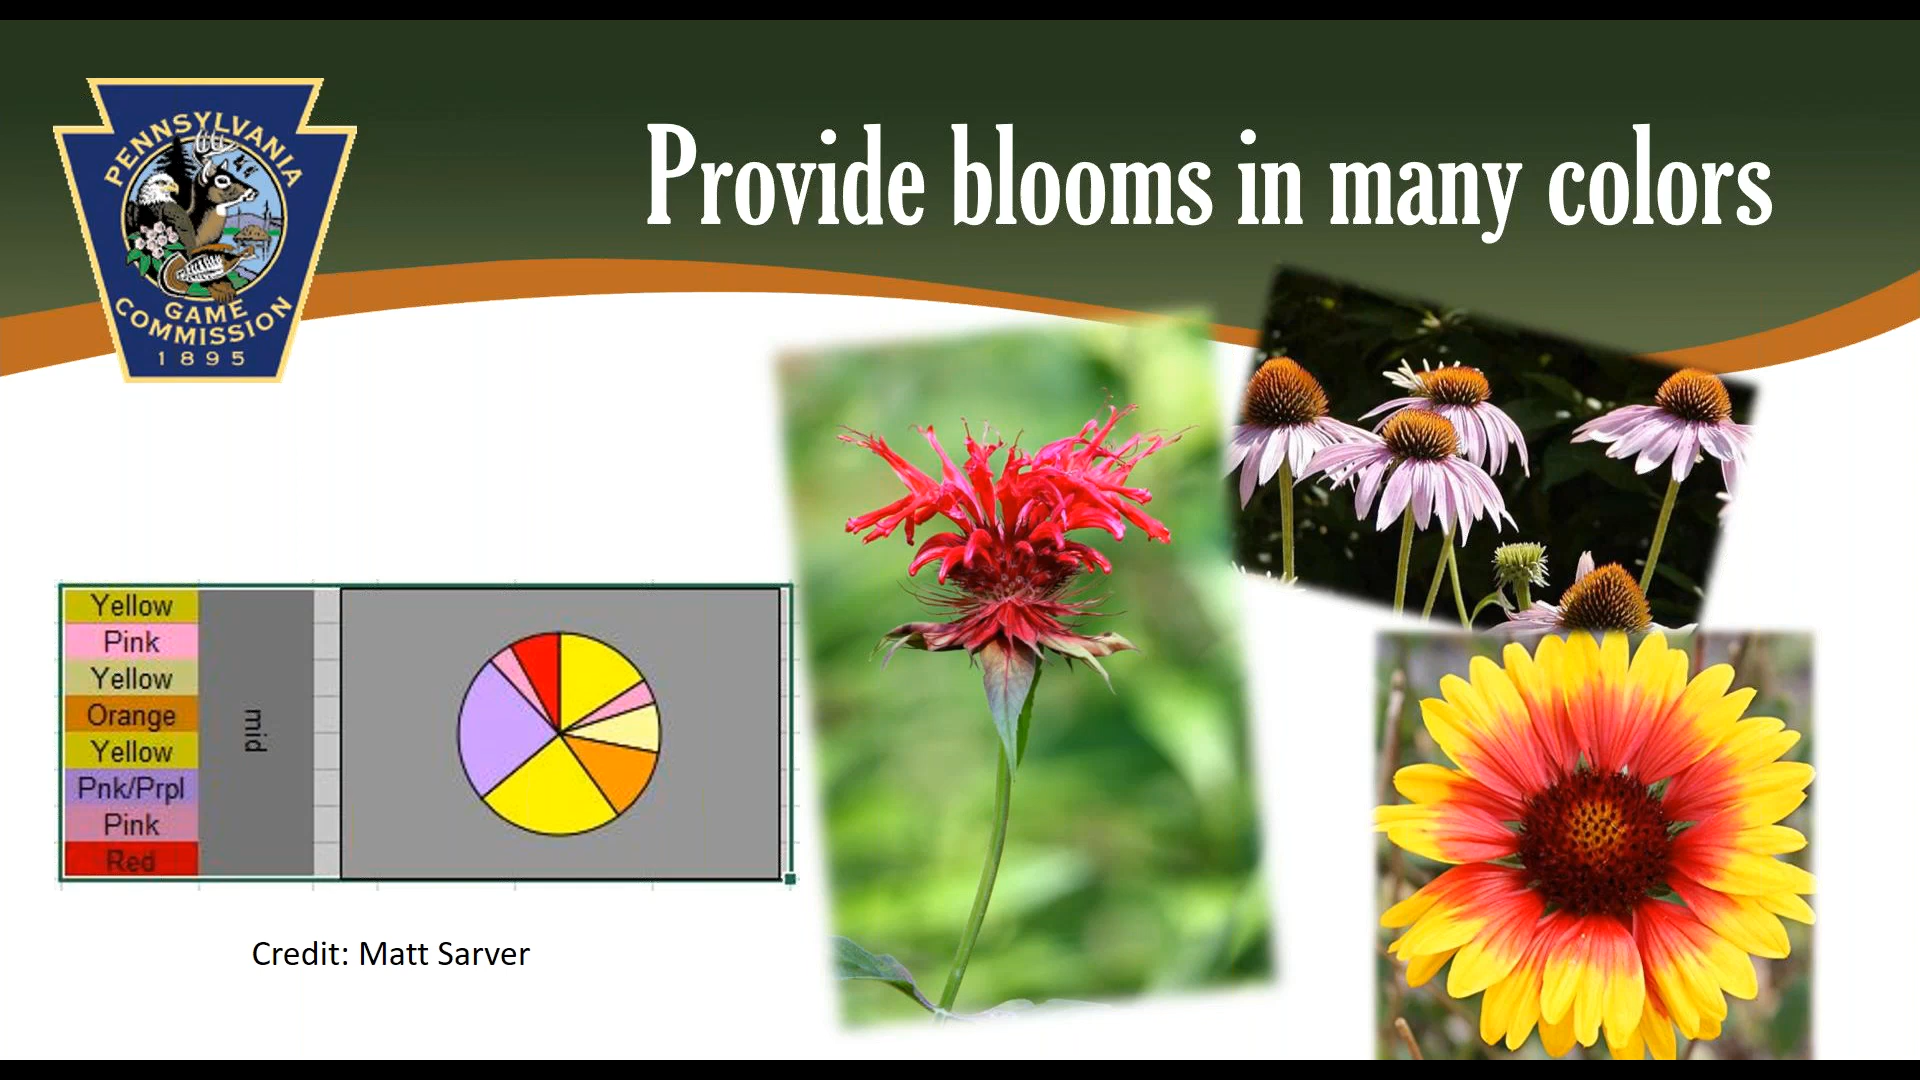 PENNSYLVANIA
GAME
COMMISSION
1895
Provide blooms in many colors
Yellow
Pink
Yellow
Orange
Yellow
Pnk/Prpl
Pink
Red
mid
Credit: Matt Sarver